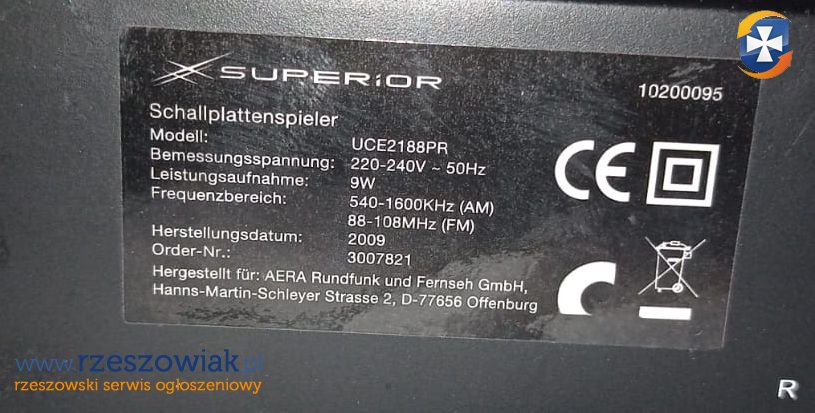 SUPERiOR
10200095
Schallplattenspieler
Modell: UCE2188PR
Bemessungsspannung: 220-240V ~ 50Hz
Leistungsaufnahme: 9W
Frequenzbereich: 540-1600KHz (AM)
88-108MHz (FM)
Herstellungsdatum: 2009
Order-Nr.: 3007821
Hergestellt für: AERA Rundfunk und Fernseh GmbH,
Hanns-Martin-Schleyer Strasse 2, D-77656 Offenburg
CE
www.rzeszowiak.pl
rzeszowski serwis ogłoszeniowy
R